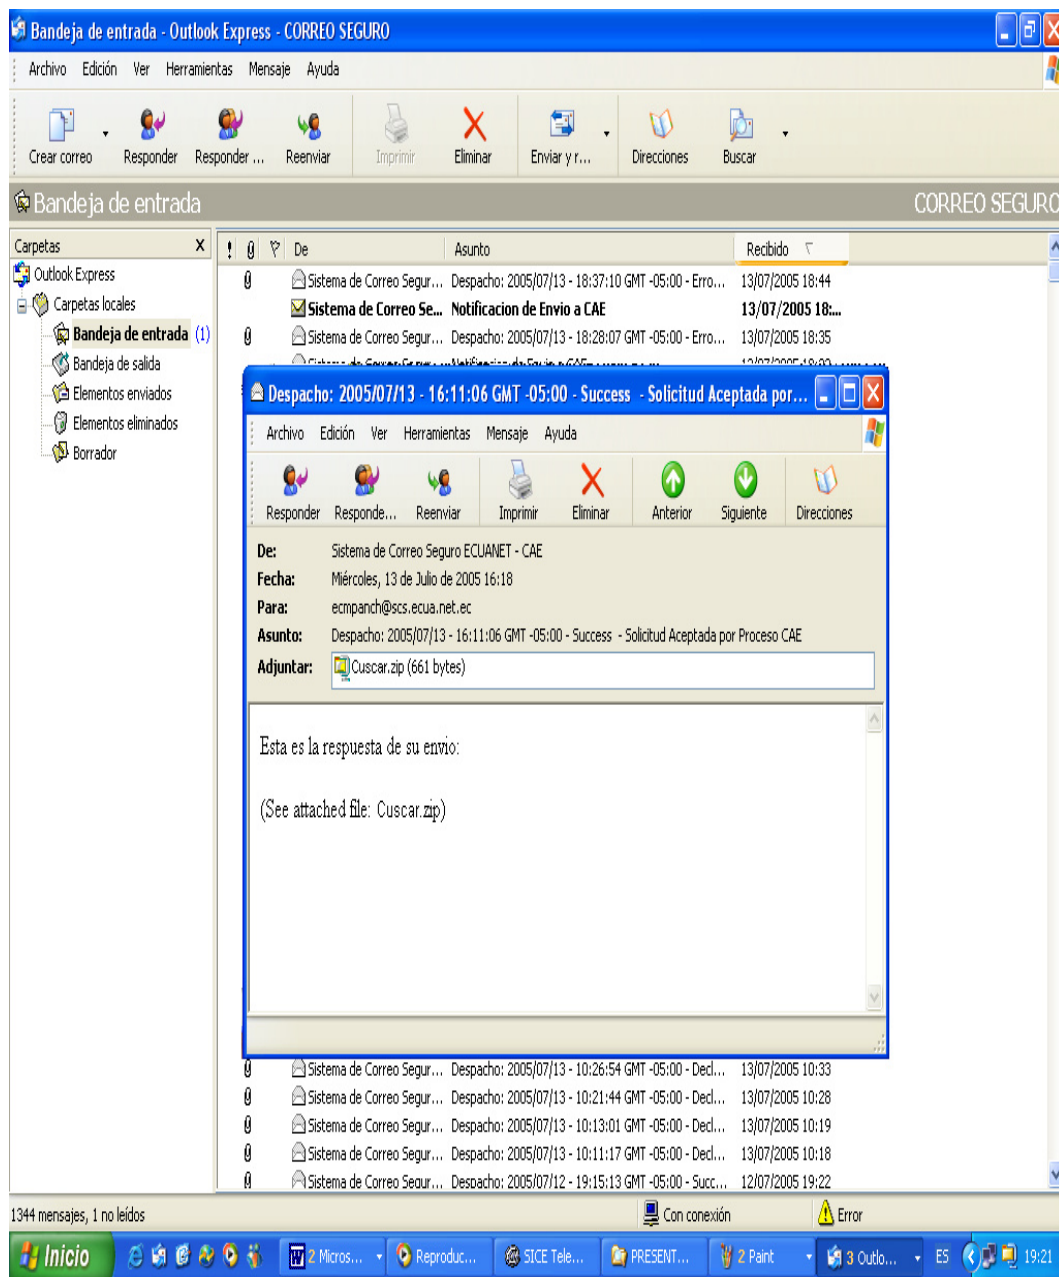 Bandeja de entrada - Outlook Express - CORREO SEGURO
Archivo Edición Ver Herramientas Mensaje Ayuda
Crear correo Responder Responder ... Reenviar Imprimir Eliminar Enviar y r... Direcciones Buscar
Bandeja de entrada CORREO SEGURO
Carpetas X
Outlook Express
Carpetas locales
Bandeja de entrada (1)
Bandeja de salida
Elementos enviados
Elementos eliminados
Borrador
! De Asunto Recibido
Sistema de Correo Segur... Despacho: 2005/07/13 - 18:37:10 GMT -05:00 - Erro... 13/07/2005 18:44
Sistema de Correo Se... Notificacion de Envio a CAE 13/07/2005 18:...
Sistema de Correo Segur... Despacho: 2005/07/13 - 18:28:07 GMT -05:00 - Erro... 13/07/2005 18:35
Despacho: 2005/07/13 - 16:11:06 GMT -05:00 - Success - Solicitud Aceptada por...
Archivo Edición Ver Herramientas Mensaje Ayuda
Responder Responde... Reenviar Imprimir Eliminar Anterior Siguiente Direcciones
De: Sistema de Correo Seguro ECUANET - CAE
Fecha: Miércoles, 13 de Julio de 2005 16:18
Para: ecmpanch@scs.ecua.net.ec
Asunto: Despacho: 2005/07/13 - 16:11:06 GMT -05:00 - Success - Solicitud Aceptada por Proceso CAE
Adjuntar: Cuscar.zip (661 bytes)
Esta es la respuesta de su envio:
(See attached file: Cuscar.zip)
Sistema de Correo Segur... Despacho: 2005/07/13 - 10:26:54 GMT -05:00 - Decl... 13/07/2005 10:33
Sistema de Correo Segur... Despacho: 2005/07/13 - 10:21:44 GMT -05:00 - Decl... 13/07/2005 10:28
Sistema de Correo Segur... Despacho: 2005/07/13 - 10:13:01 GMT -05:00 - Decl... 13/07/2005 10:19
Sistema de Correo Segur... Despacho: 2005/07/13 - 10:11:17 GMT -05:00 - Decl... 13/07/2005 10:18
Sistema de Correo Segur... Despacho: 2005/07/12 - 19:15:13 GMT -05:00 - Succ... 12/07/2005 19:22
1344 mensajes, 1 no leídos Con conexión Error
Inicio 2 Micros... Reproduc... SICE Tele... PRESENT... 2 Paint 3 Outlo... ES 19:21